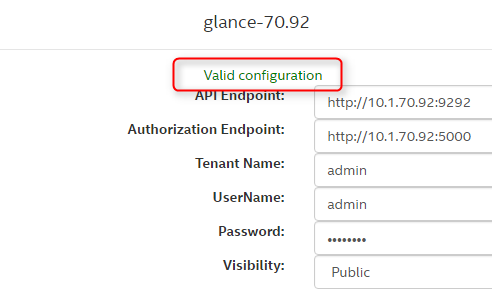 glance-70.92
Valid configuration
API Endpoint: http://10.1.70.92:9292
Authorization Endpoint: http://10.1.70.92:5000
Tenant Name: admin
UserName: admin
Password: ••••••••
Visibility: Public